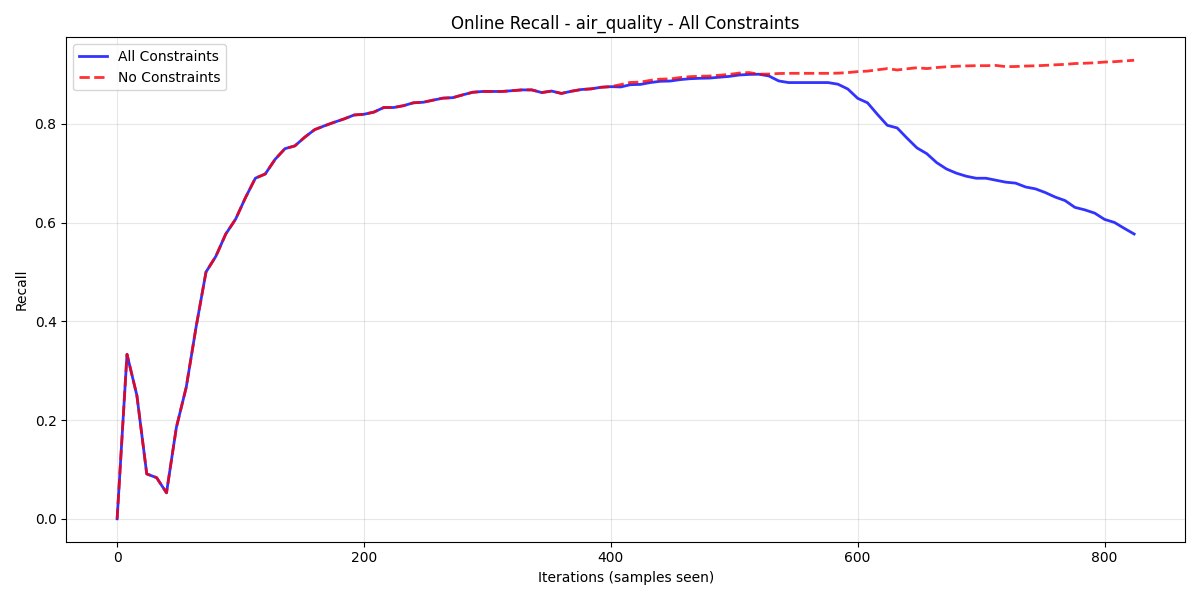 Online Recall - air_quality - All Constraints
All Constraints
No Constraints
Recall
0.8
0.6
0.4
0.2
0.0
0
200
400
600
800
Iterations (samples seen)